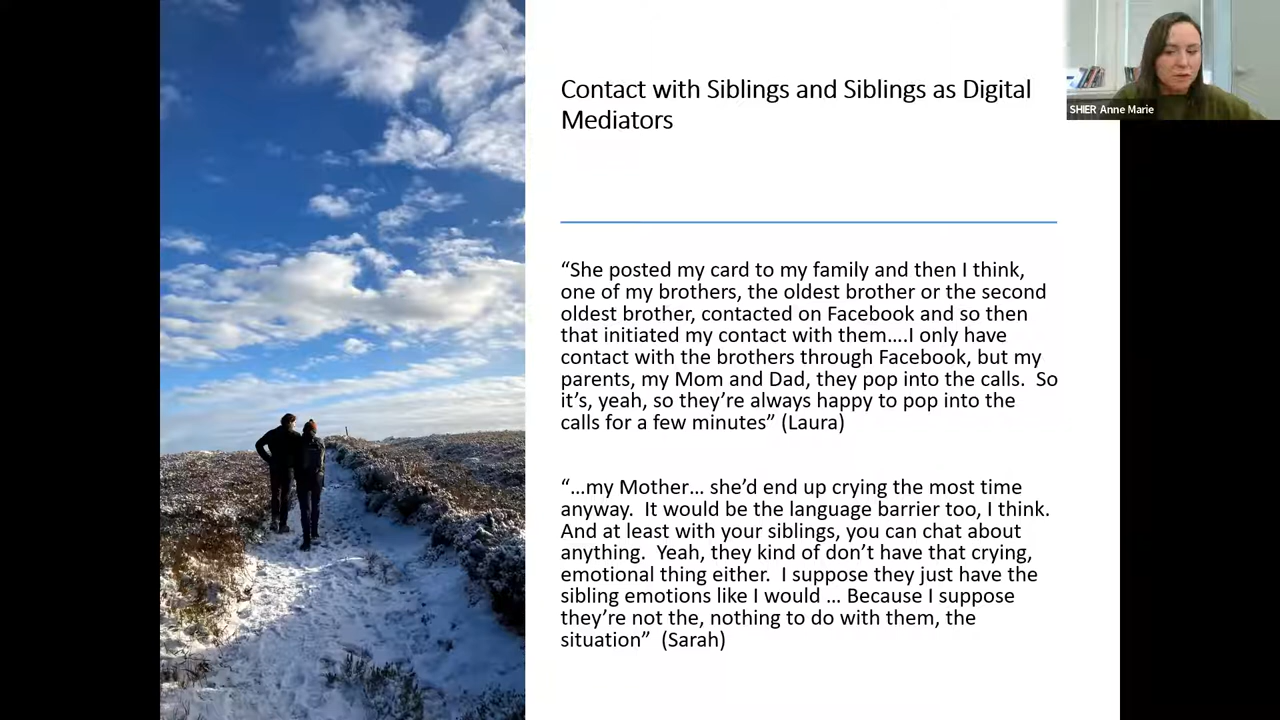 Contact with Siblings and Siblings as Digital
Mediators
SHIER Anne Marie
“She posted my card to my family and then I think,
one of my brothers, the oldest brother or the second
oldest brother, contacted on Facebook and so then
that initiated my contact with them….I only have
contact with the brothers through Facebook, but my
parents, my Mom and Dad, they pop into the calls.  So
it’s, yeah, so they’re always happy to pop into the
calls for a few minutes” (Laura)
“…my Mother… she’d end up crying the most time
anyway.  It would be the language barrier too, I think.
And at least with your siblings, you can chat about
anything.  Yeah, they kind of don’t have that crying,
emotional thing either.  I suppose they just have the
sibling emotions like I would … Because I suppose
they’re not the, nothing to do with them, the
situation”  (Sarah)